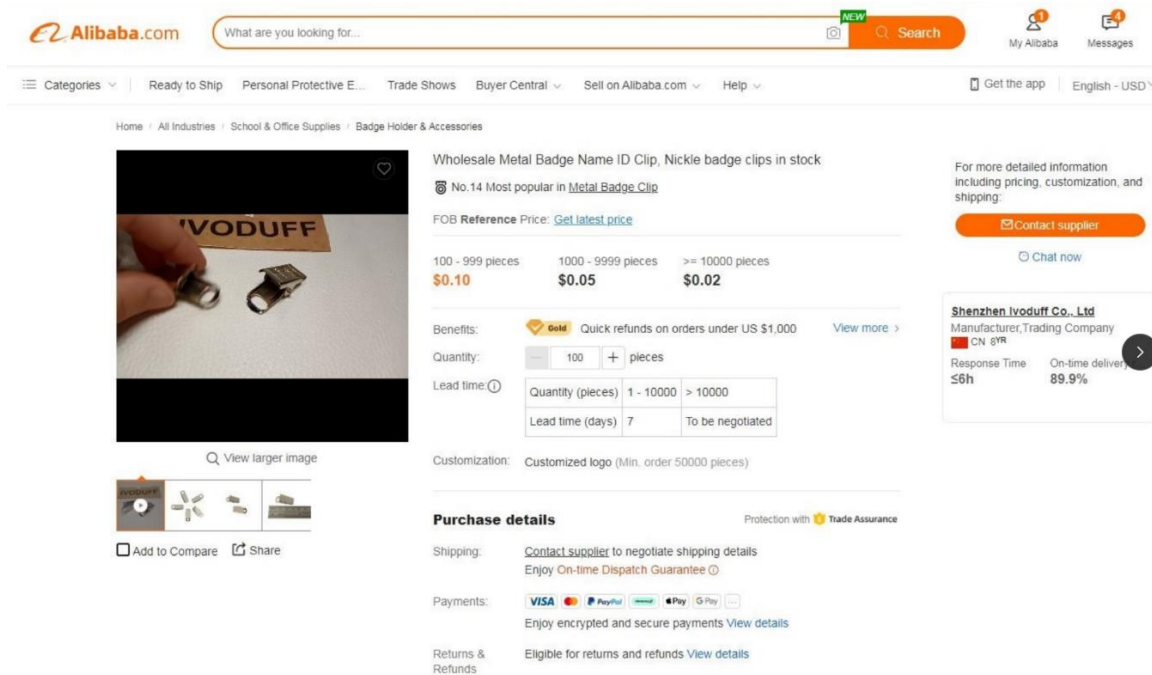 Alibaba.com
What are you looking for...
NEW
Search
1
My Alibaba
4
Messages
Categories
Ready to Ship
Personal Protective E...
Trade Shows
Buyer Central
Sell on Alibaba.com
Help
Get the app
English - USD
Home / All Industries / School & Office Supplies / Badge Holder & Accessories
IVODUFF
View larger image
IVODUFF
Add to Compare
Share
Wholesale Metal Badge Name ID Clip, Nickle badge clips in stock
No.14 Most popular in Metal Badge Clip
FOB Reference Price: Get latest price
100 - 999 pieces
1000 - 9999 pieces
>= 10000 pieces
$0.10
$0.05
$0.02
Benefits:
Gold
Quick refunds on orders under US $1,000
View more >
Quantity:
— 100 + pieces
Lead time:
Quantity (pieces) 1 - 10000 > 10000
Lead time (days) 7 To be negotiated
Customization:
Customized logo (Min. order 50000 pieces)
Purchase details
Protection with Trade Assurance
Shipping:
Contact supplier to negotiate shipping details
Enjoy On-time Dispatch Guarantee
Payments:
VISA PayPal Pay G Pay ...
Enjoy encrypted and secure payments View details
Returns &
Refunds
Eligible for returns and refunds View details
For more detailed information
including pricing, customization, and
shipping:
Contact supplier
Chat now
Shenzhen Ivoduff Co., Ltd
Manufacturer,Trading Company
CN 8YR
Response Time
On-time delivery
≤6h
89.9%